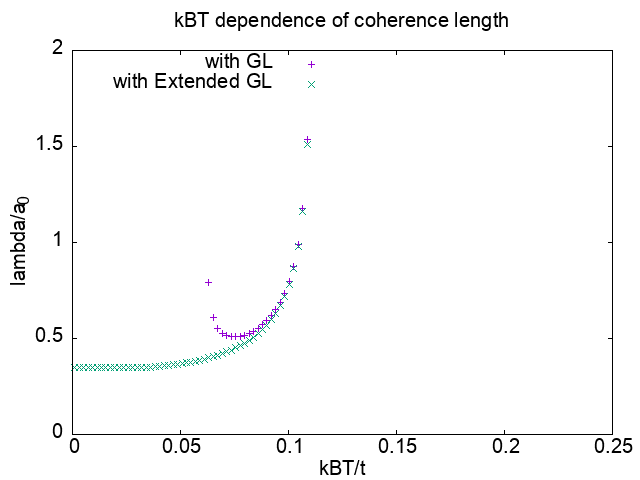 kBT dependence of coherence length
with GL
with Extended GL
2
1.5
1
0.5
0
lambda/a0
0
0.05
0.1
0.15
0.2
0.25
kBT/t